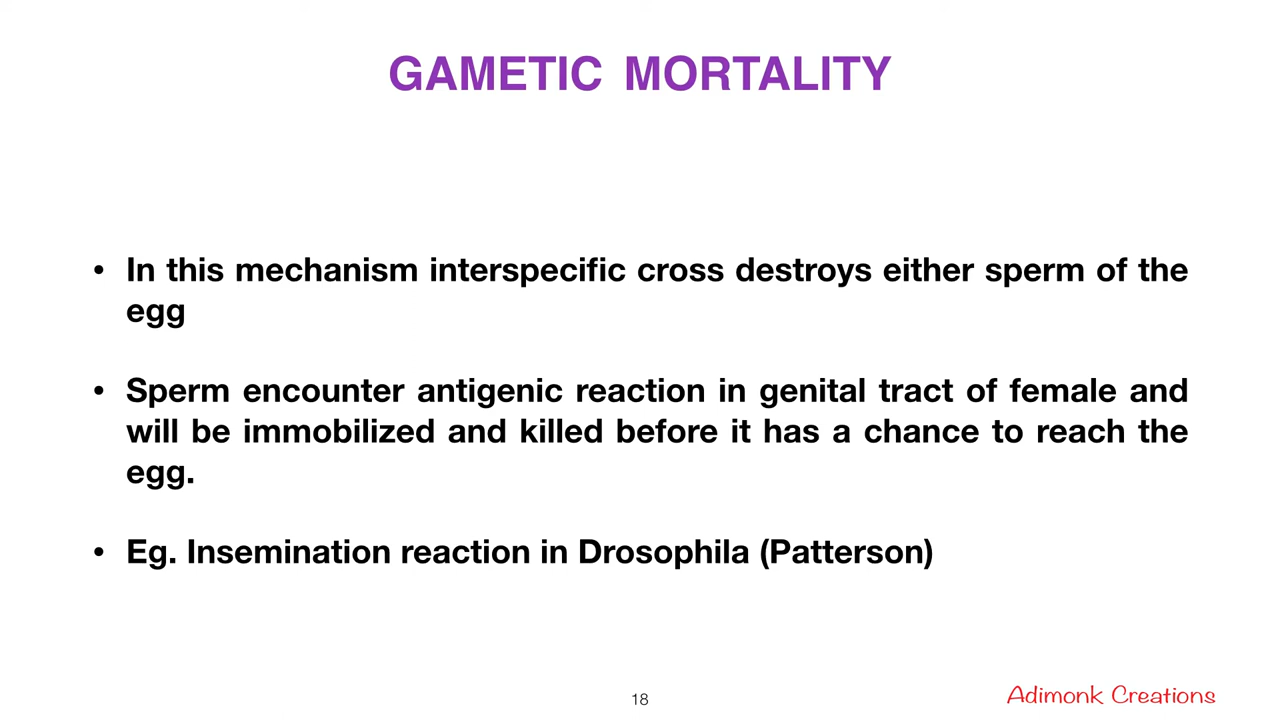 GAMETIC MORTALITY
• In this mechanism interspecific cross destroys either sperm of the
egg
• Sperm encounter antigenic reaction in genital tract of female and
will be immobilized and killed before it has a chance to reach the
egg.
• Eg. Insemination reaction in Drosophila (Patterson)
18
Adimonk Creations